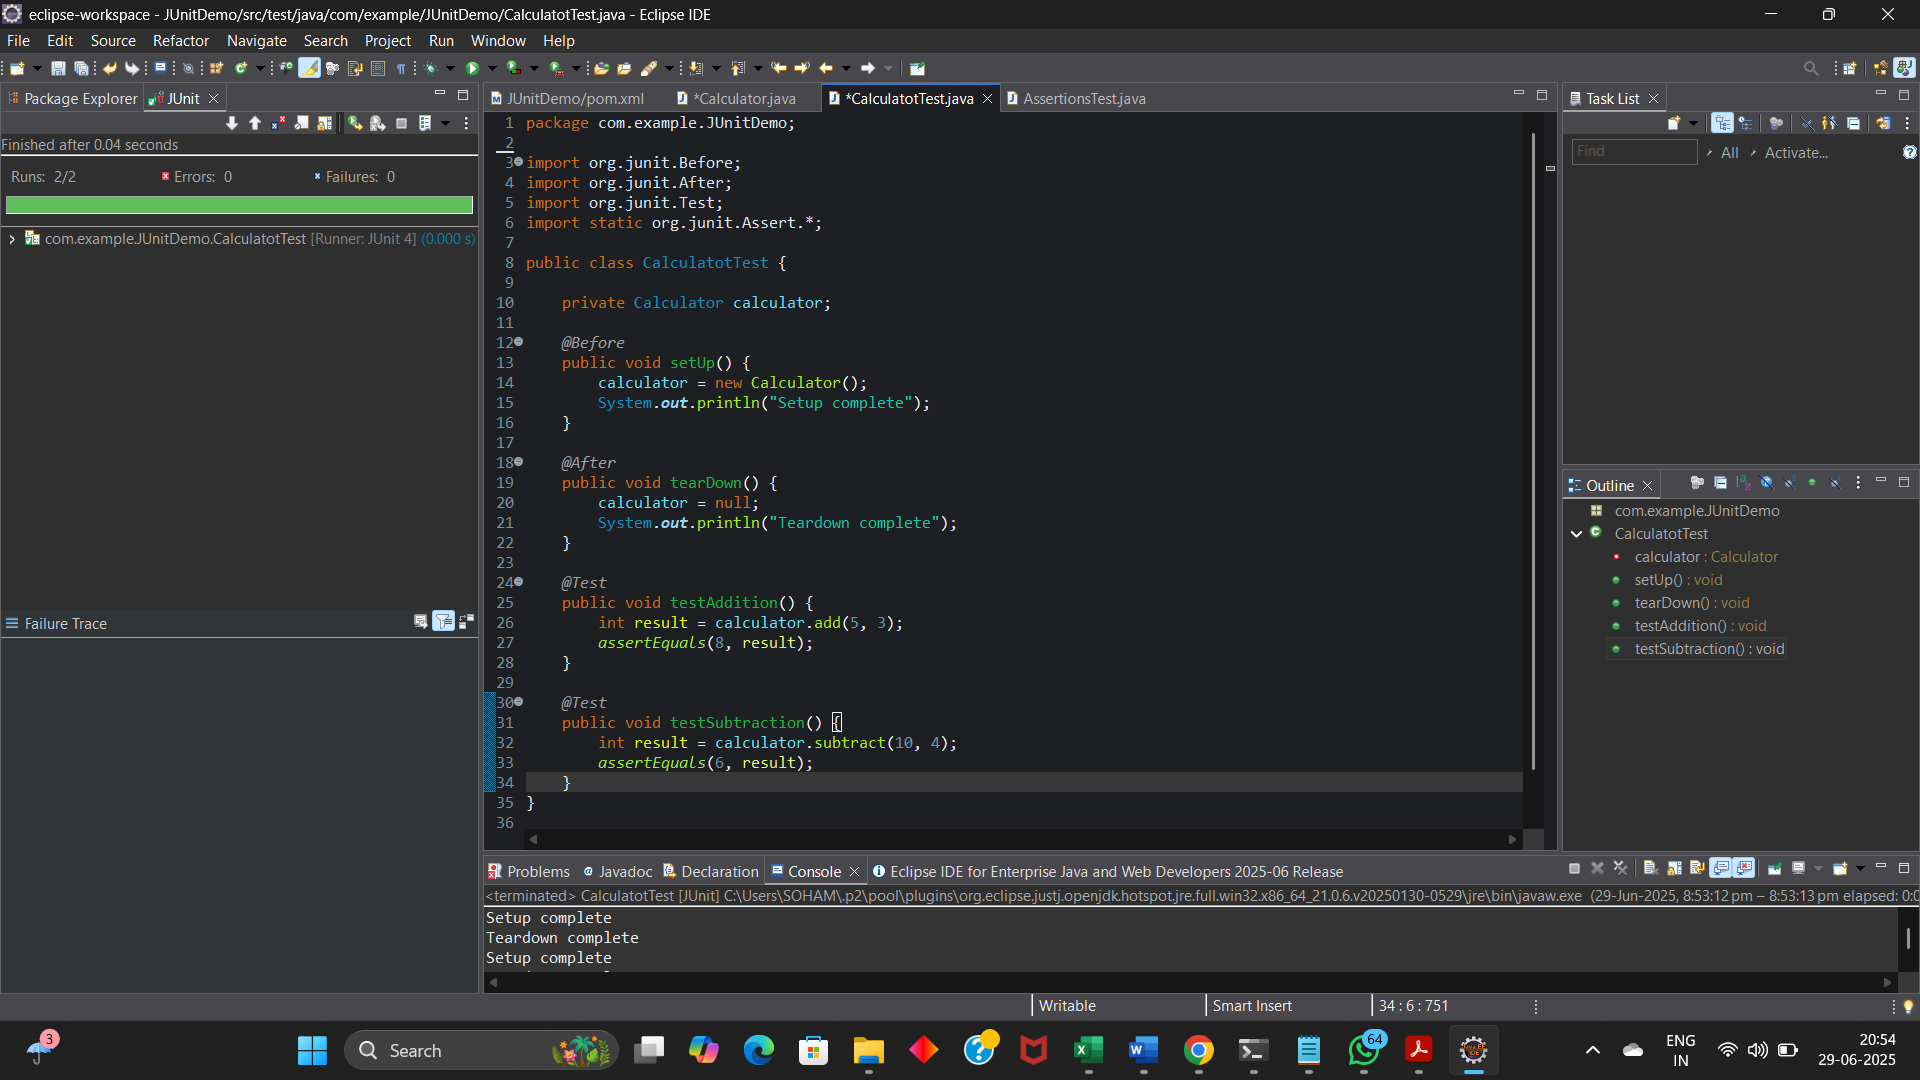 eclipse-workspace - JUnitDemo/src/test/java/com/example/JUnitDemo/CalculatotTest.java - Eclipse IDE
File Edit Source Refactor Navigate Search Project Run Window Help
Package Explorer JUnit
Finished after 0.04 seconds
Runs: 2/2 Errors: 0 Failures: 0
com.example.JUnitDemo.CalculatotTest [Runner: JUnit 4] (0.000 s)
Failure Trace
JUnitDemo/pom.xml *Calculator.java *CalculatotTest.java AssertionsTest.java
1 package com.example.JUnitDemo;
2
3 import org.junit.Before;
4 import org.junit.After;
5 import org.junit.Test;
6 import static org.junit.Assert.*;
7
8 public class CalculatotTest {
9
10 private Calculator calculator;
11
12 @Before
13 public void setUp() {
14 calculator = new Calculator();
15 System.out.println("Setup complete");
16 }
17
18 @After
19 public void tearDown() {
20 calculator = null;
21 System.out.println("Teardown complete");
22 }
23
24 @Test
25 public void testAddition() {
26 int result = calculator.add(5, 3);
27 assertEquals(8, result);
28 }
29
30 @Test
31 public void testSubtraction() {
32 int result = calculator.subtract(10, 4);
33 assertEquals(6, result);
34 }
35 }
36
Task List
Find All Activate...
Outline
com.example.JUnitDemo
CalculatotTest
calculator : Calculator
setUp() : void
tearDown() : void
testAddition() : void
testSubtraction() : void
Problems Javadoc Declaration Console Eclipse IDE for Enterprise Java and Web Developers 2025-06 Release
<terminated> CalculatotTest [JUnit] C:\Users\SOHAM\.p2\pool\plugins\org.eclipse.justj.openjdk.hotspot.jre.full.win32.x86_64_21.0.6.v20250130-0529\jre\bin\javaw.exe (29-Jun-2025, 8:53:12 pm – 8:53:13 pm elapsed: 0:0
Setup complete
Teardown complete
Setup complete
Writable Smart Insert 34 : 6 : 751
3
Search
64
ENG
IN
20:54
29-06-2025